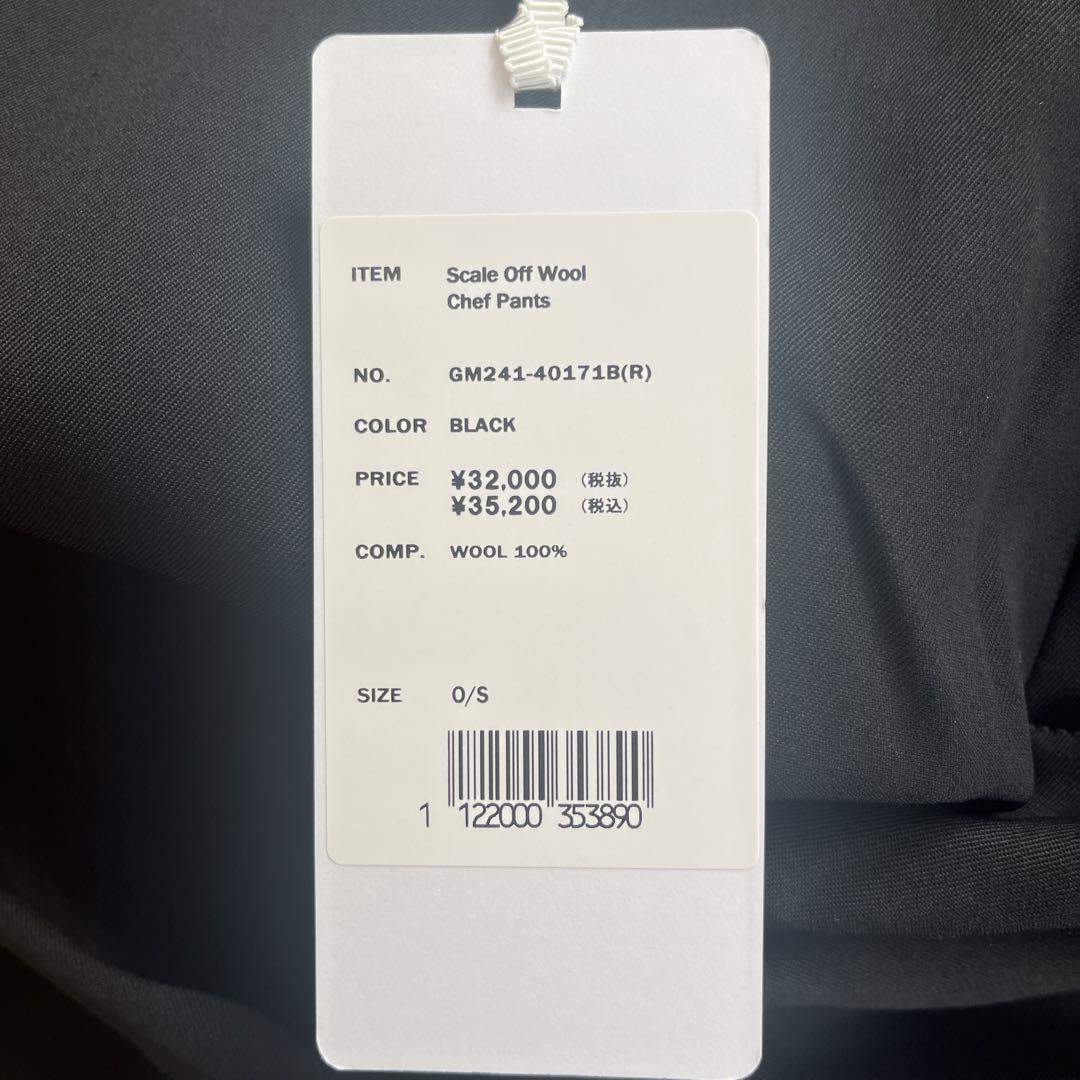 ITEM Scale Off Wool
Chef Pants
NO. GM241-40171B(R)
COLOR BLACK
PRICE ¥32,000 (税抜)
¥35,200 (税込)
COMP. WOOL 100%
SIZE O/S
1 122000 353890